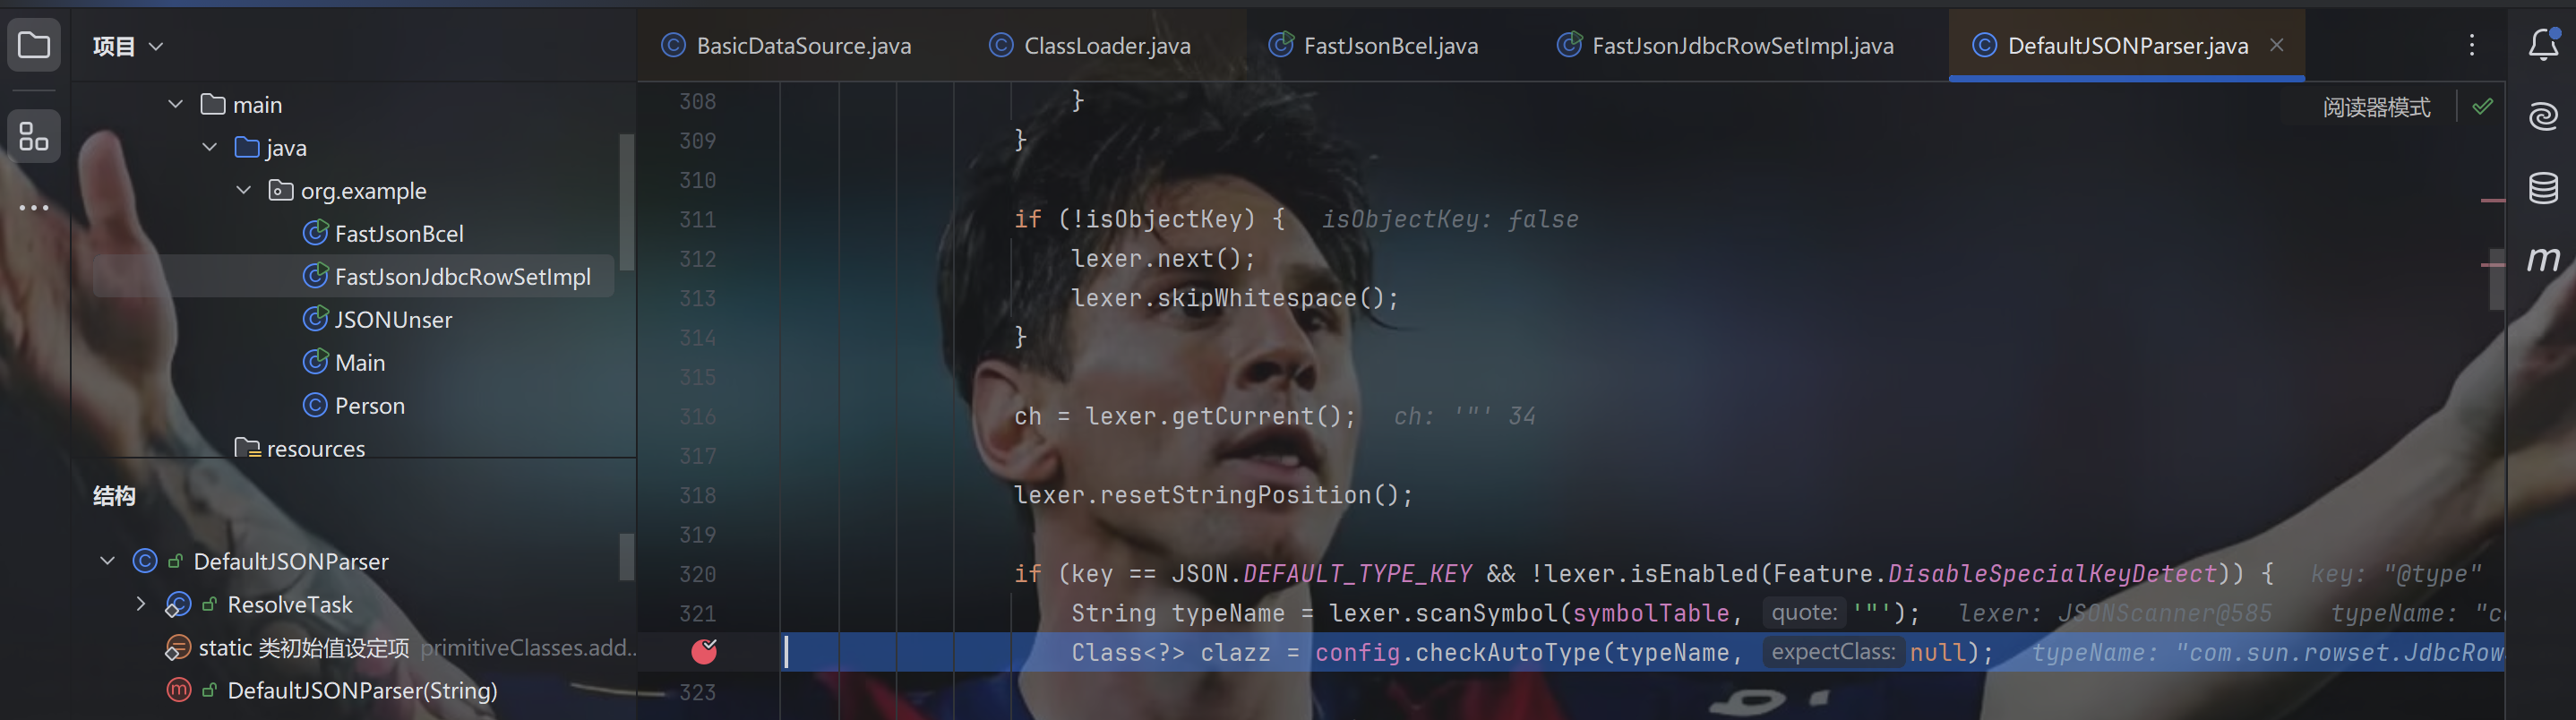 项目
BasicDataSource.java
ClassLoader.java
FastJsonBcel.java
FastJsonJdbcRowSetImpl.java
DefaultJSONParser.java
main
java
org.example
FastJsonBcel
FastJsonJdbcRowSetImpl
JSONUnser
Main
Person
resources
结构
DefaultJSONParser
ResolveTask
static 类初始值设定项 primitiveClasses.add...
DefaultJSONParser(String)
阅读器模式
308 }
309 }
310
311 if (!isObjectKey) { isObjectKey: false
312 lexer.next();
313 lexer.skipWhitespace();
314 }
315
316 ch = lexer.getCurrent(); ch: '"' 34
317
318 lexer.resetStringPosition();
319
320 if (key == JSON.DEFAULT_TYPE_KEY && !lexer.isEnabled(Feature.DisableSpecialKeyDetect)) { key: "@type"
321 String typeName = lexer.scanSymbol(symbolTable, quote: '"'); lexer: JSONScanner@585 typeName: "c
Class<?> clazz = config.checkAutoType(typeName, expectClass: null); typeName: "com.sun.rowset.JdbcRow
323
m